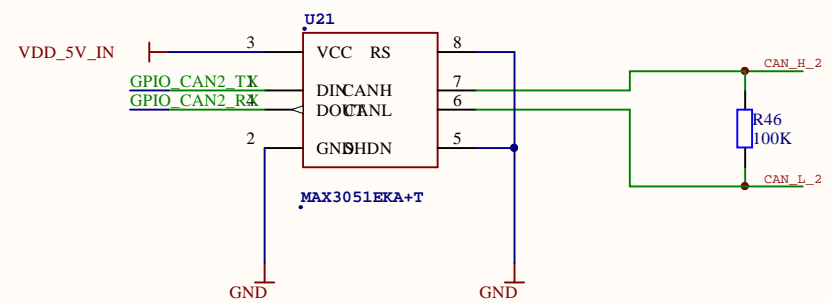 U21
VDD_5V_IN
3
VCC
RS
8
GPIO_CAN2_TX
1
DIN
CANH
7
GPIO_CAN2_RX
4
DOUT
CANL
6
2
GND
SHDN
5
MAX3051EKA+T
GND
GND
CAN_H_2
R46
100K
CAN_L_2